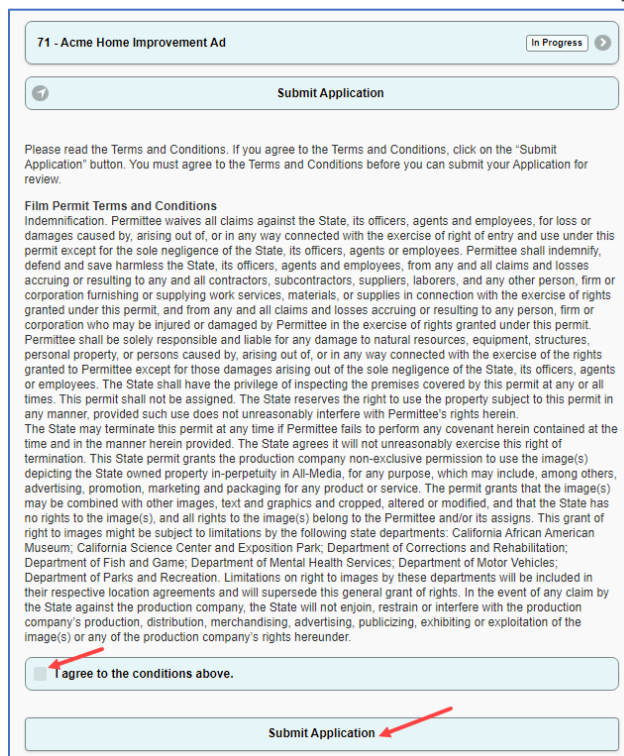 71 - Acme Home Improvement Ad
In Progress
Submit Application
Please read the Terms and Conditions. If you agree to the Terms and Conditions, click on the “Submit
Application” button. You must agree to the Terms and Conditions before you can submit your Application for
review.
Film Permit Terms and Conditions
Indemnification. Permittee waives all claims against the State, its officers, agents and employees, for loss or
damages caused by, arising out of, or in any way connected with the exercise of right of entry and use under this
permit except for the sole negligence of the State, its officers, agents or employees. Permittee shall indemnify,
defend and save harmless the State, its officers, agents and employees, from any and all claims and losses
accruing or resulting to any and all contractors, subcontractors, suppliers, laborers, and any other person, firm or
corporation furnishing or supplying work services, materials, or supplies in connection with the exercise of rights
granted under this permit, and from any and all claims and losses accruing or resulting to any person, firm or
corporation who may be injured or damaged by Permittee in the exercise of rights granted under this permit.
Permittee shall be solely responsible and liable for any damage to natural resources, equipment, structures,
personal property, or persons caused by, arising out of, or in any way connected with the exercise of the rights
granted to Permittee except for those damages arising out of the sole negligence of the State, its officers, agents
or employees. The State shall have the privilege of inspecting the premises covered by this permit at any or all
times. This permit shall not be assigned. The State reserves the right to use the property subject to this permit in
any manner, provided such use does not unreasonably interfere with Permittee's rights herein.
The State may terminate this permit at any time if Permittee fails to perform any covenant herein contained at the
time and in the manner herein provided. The State agrees it will not unreasonably exercise this right of
termination. This State permit grants the production company non-exclusive permission to use the image(s)
depicting the State owned property in-perpetuity in All-Media, for any purpose, which may include, among others,
advertising, promotion, marketing and packaging for any product or service. The permit grants that the image(s)
may be combined with other images, text and graphics and cropped, altered or modified, and that the State has
no rights to the image(s), and all rights to the image(s) belong to the Permittee and/or its assigns. This grant of
right to images might be subject to limitations by the following state departments: California African American
Museum; California Science Center and Exposition Park; Department of Corrections and Rehabilitation;
Department of Fish and Game; Department of Mental Health Services; Department of Motor Vehicles;
Department of Parks and Recreation. Limitations on right to images by these departments will be included in
their respective location agreements and will supersede this general grant of rights. In the event of any claim by
the State against the production company, the State will not enjoin, restrain or interfere with the production
company's production, distribution, merchandising, advertising, publicizing, exhibiting or exploitation of the
image(s) or any of the production company's rights hereunder.
I agree to the conditions above.
Submit Application